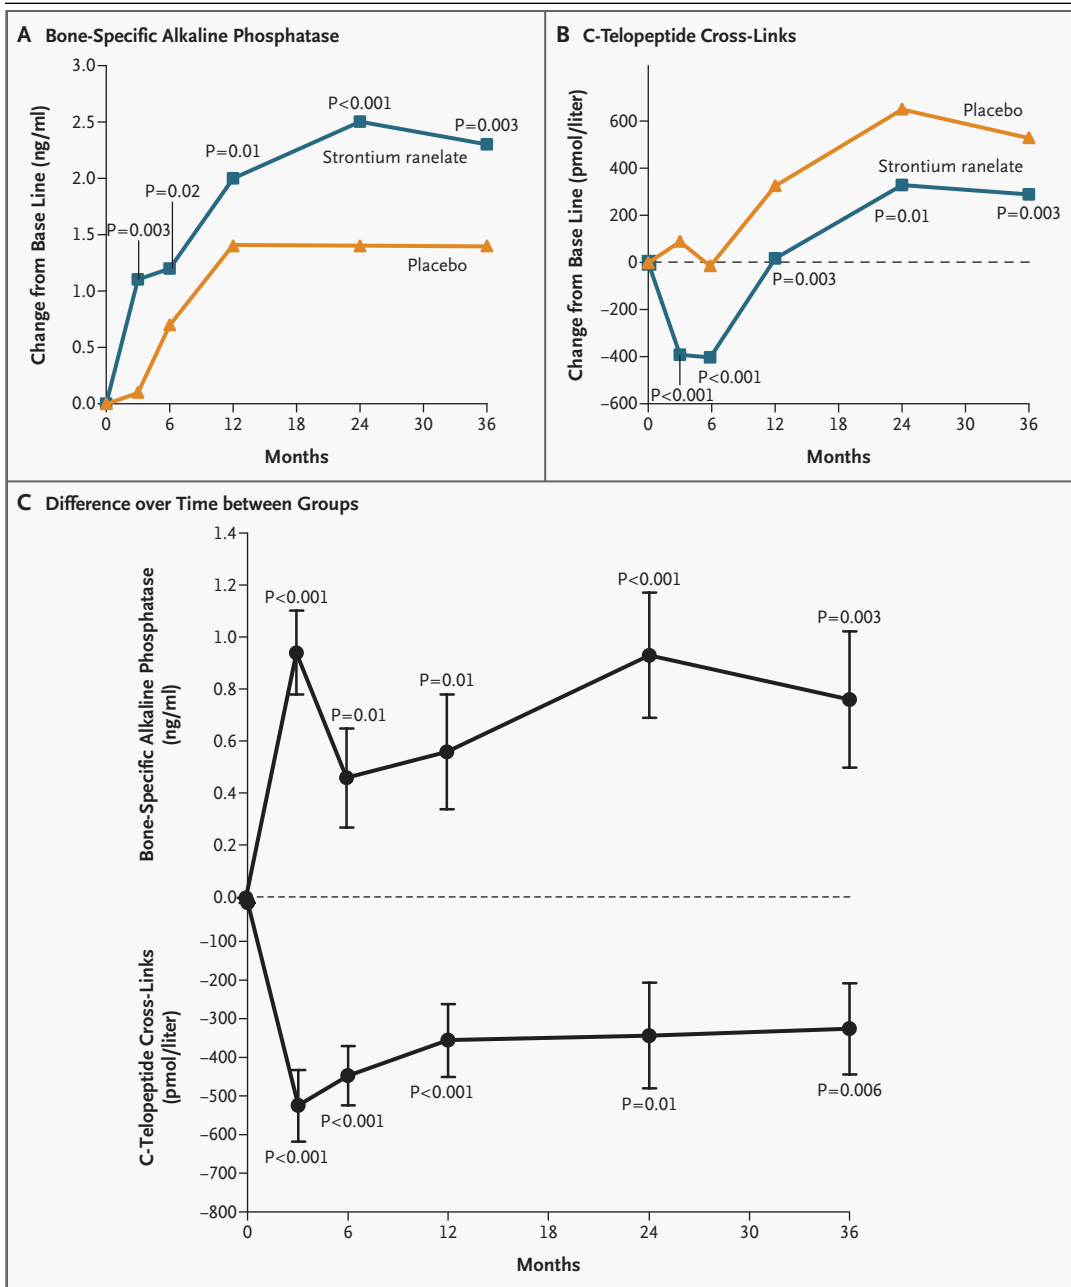 A Bone-Specific Alkaline Phosphatase
Change from Base Line (ng/ml)
3.0
2.5
2.0
1.5
1.0
0.5
0.0
P=0.003
P=0.02
P=0.01
P<0.001
P=0.003
Strontium ranelate
Placebo
0 6 12 18 24 30 36
Months
B C-Telopeptide Cross-Links
Change from Base Line (pmol/liter)
600
400
200
0
–200
–400
–600
Placebo
Strontium ranelate
P=0.01
P=0.003
P=0.003
P<0.001
P<0.001
0 6 12 18 24 30 36
Months
C Difference over Time between Groups
Bone-Specific Alkaline Phosphatase
(ng/ml)
1.4
1.2
1.0
0.8
0.6
0.4
0.2
0.0
P<0.001
P=0.01
P=0.01
P<0.001
P=0.003
C-Telopeptide Cross-Links
(pmol/liter)
–100
–200
–300
–400
–500
–600
–700
–800
P<0.001
P<0.001
P<0.001
P=0.01
P=0.006
0 6 12 18 24 30 36
Months